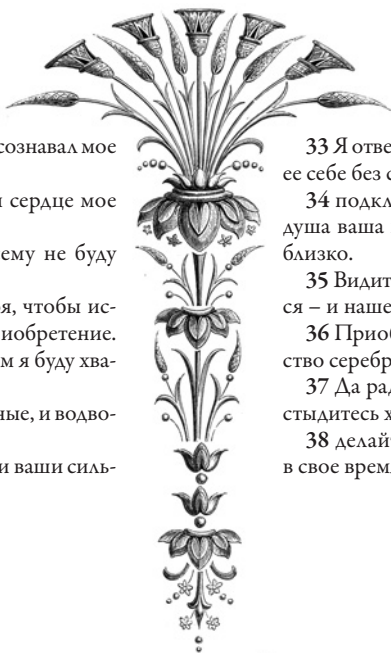 сознавал мое
и сердце мое
ему не буду
я, чтобы ис-
риобретение.
м я буду хва-
ные, и водво-
и ваши силь-
33 Я отве
ее себе без с
34 подкл
душа ваша
близко.
35 Видит
ся – и наше
36 Приоб
ство серебр
37 Да рад
стыдитесь х
38 делай
в свое врем